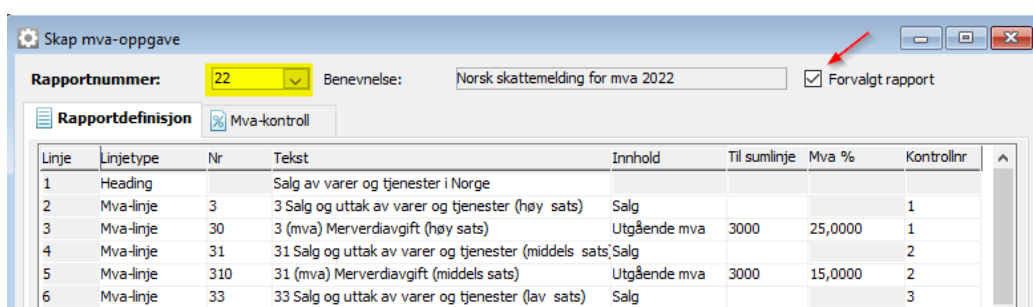 Skap mva-oppgave
Rapportnummer: 22 Benevnelse: Norsk skattemelding for mva 2022 Forvalgt rapport
Rapportdefinisjon Mva-kontroll
Linje Linjetype Nr Tekst Innhold Til sumlinje Mva % Kontrollnr
1 Heading Salg av varer og tjenester i Norge
2 Mva-linje 3 3 Salg og uttak av varer og tjenester (høy sats) Salg 1
3 Mva-linje 30 3 (mva) Merverdiavgift (høy sats) Utgående mva 3000 25,0000 1
4 Mva-linje 31 31 Salg og uttak av varer og tjenester (middels sats) Salg 2
5 Mva-linje 310 31 (mva) Merverdiavgift (middels sats) Utgående mva 3000 15,0000 2
6 Mva-linje 33 33 Salg og uttak av varer og tjenester (lav sats) Salg 3